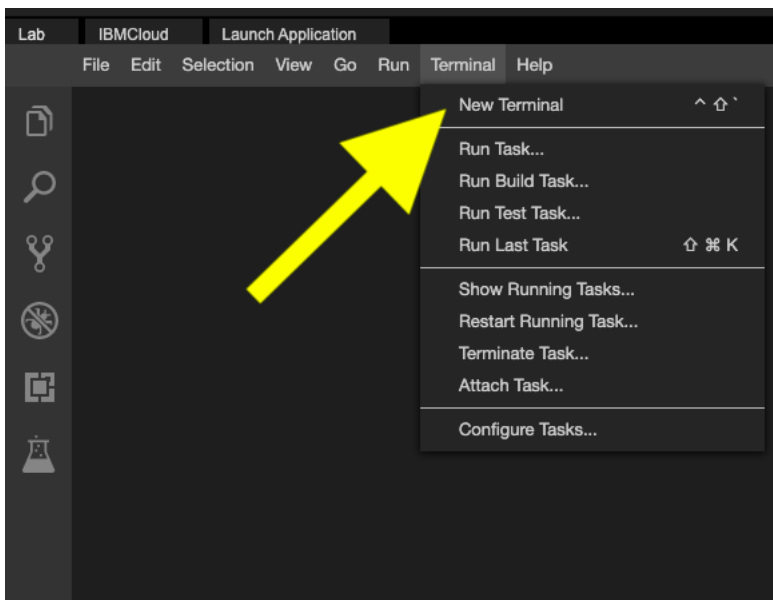 Lab IBMCloud Launch Application
File Edit Selection View Go Run Terminal Help
New Terminal ^ ⇧ `
Run Task...
Run Build Task...
Run Test Task...
Run Last Task ⇧ ⌘ K
Show Running Tasks...
Restart Running Task...
Terminate Task...
Attach Task...
Configure Tasks...